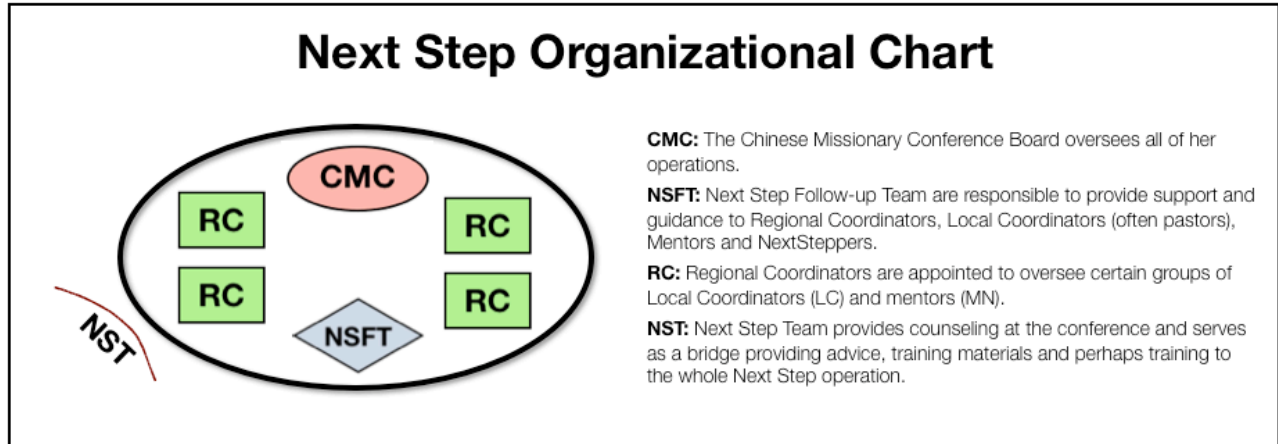 Next Step Organizational Chart
CMC
RC
RC
RC
RC
NSFT
NST
CMC: The Chinese Missionary Conference Board oversees all of her
operations.
NSFT: Next Step Follow-up Team are responsible to provide support and
guidance to Regional Coordinators, Local Coordinators (often pastors),
Mentors and NextSteppers.
RC: Regional Coordinators are appointed to oversee certain groups of
Local Coordinators (LC) and mentors (MN).
NST: Next Step Team provides counseling at the conference and serves
as a bridge providing advice, training materials and perhaps training to
the whole Next Step operation.